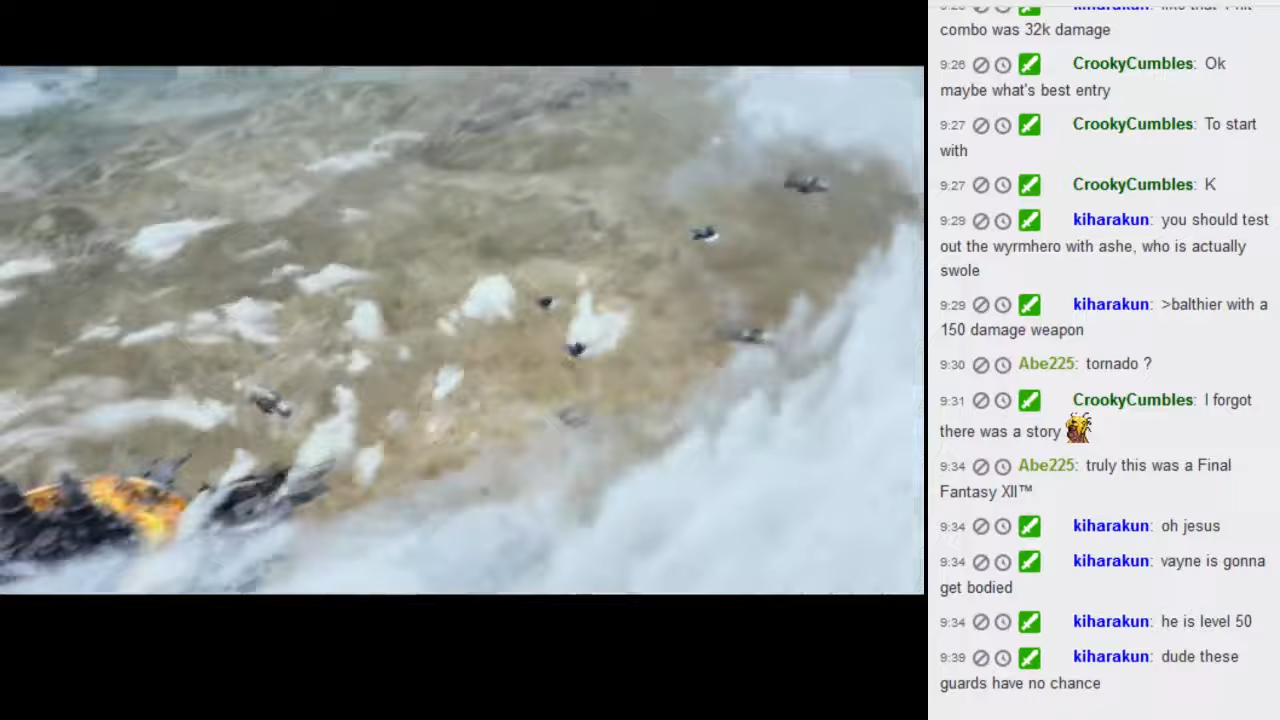 combo was 32k damage
9:26 CrookyCumbles: Ok
maybe what's best entry
9:27 CrookyCumbles: To start
with
9:27 CrookyCumbles: K
9:29 kiharakun: you should test
out the wyrmhero with ashe, who is actually
swole
9:29 kiharakun: >balthier with a
150 damage weapon
9:30 Abe225: tornado ?
9:31 CrookyCumbles: I forgot
there was a story
9:34 Abe225: truly this was a Final
Fantasy XII™
9:34 kiharakun: oh jesus
9:34 kiharakun: vayne is gonna
get bodied
9:34 kiharakun: he is level 50
9:39 kiharakun: dude these
guards have no chance